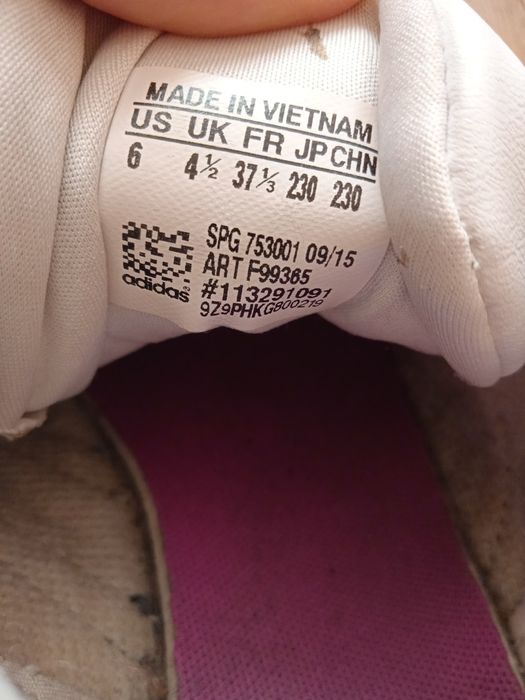 MADE IN VIETNAM
US UK FR JP CHN
6 4½ 37⅓ 230 230
SPG 753001 09/15
ART F99365
#113291091
9Z9PHKG800219
adidas